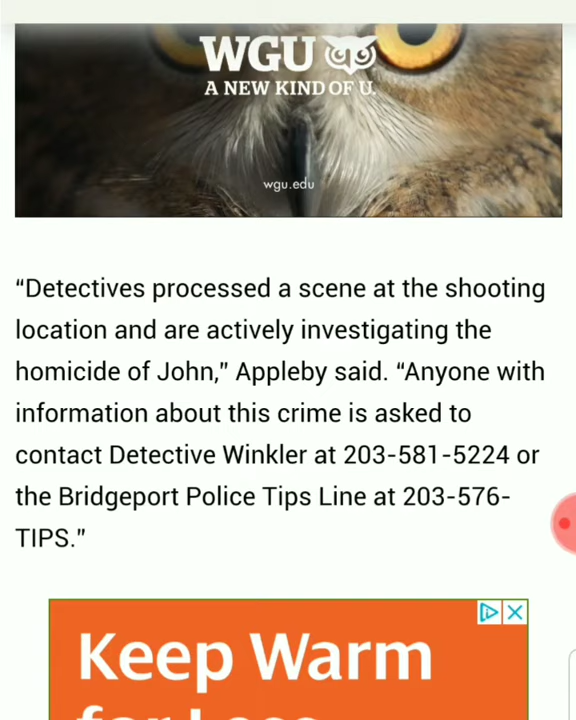 WGU
A NEW KIND OF U.
wgu.edu
“Detectives processed a scene at the shooting
location and are actively investigating the
homicide of John,” Appleby said. “Anyone with
information about this crime is asked to
contact Detective Winkler at 203-581-5224 or
the Bridgeport Police Tips Line at 203-576-
TIPS.”
Keep Warm
for Less